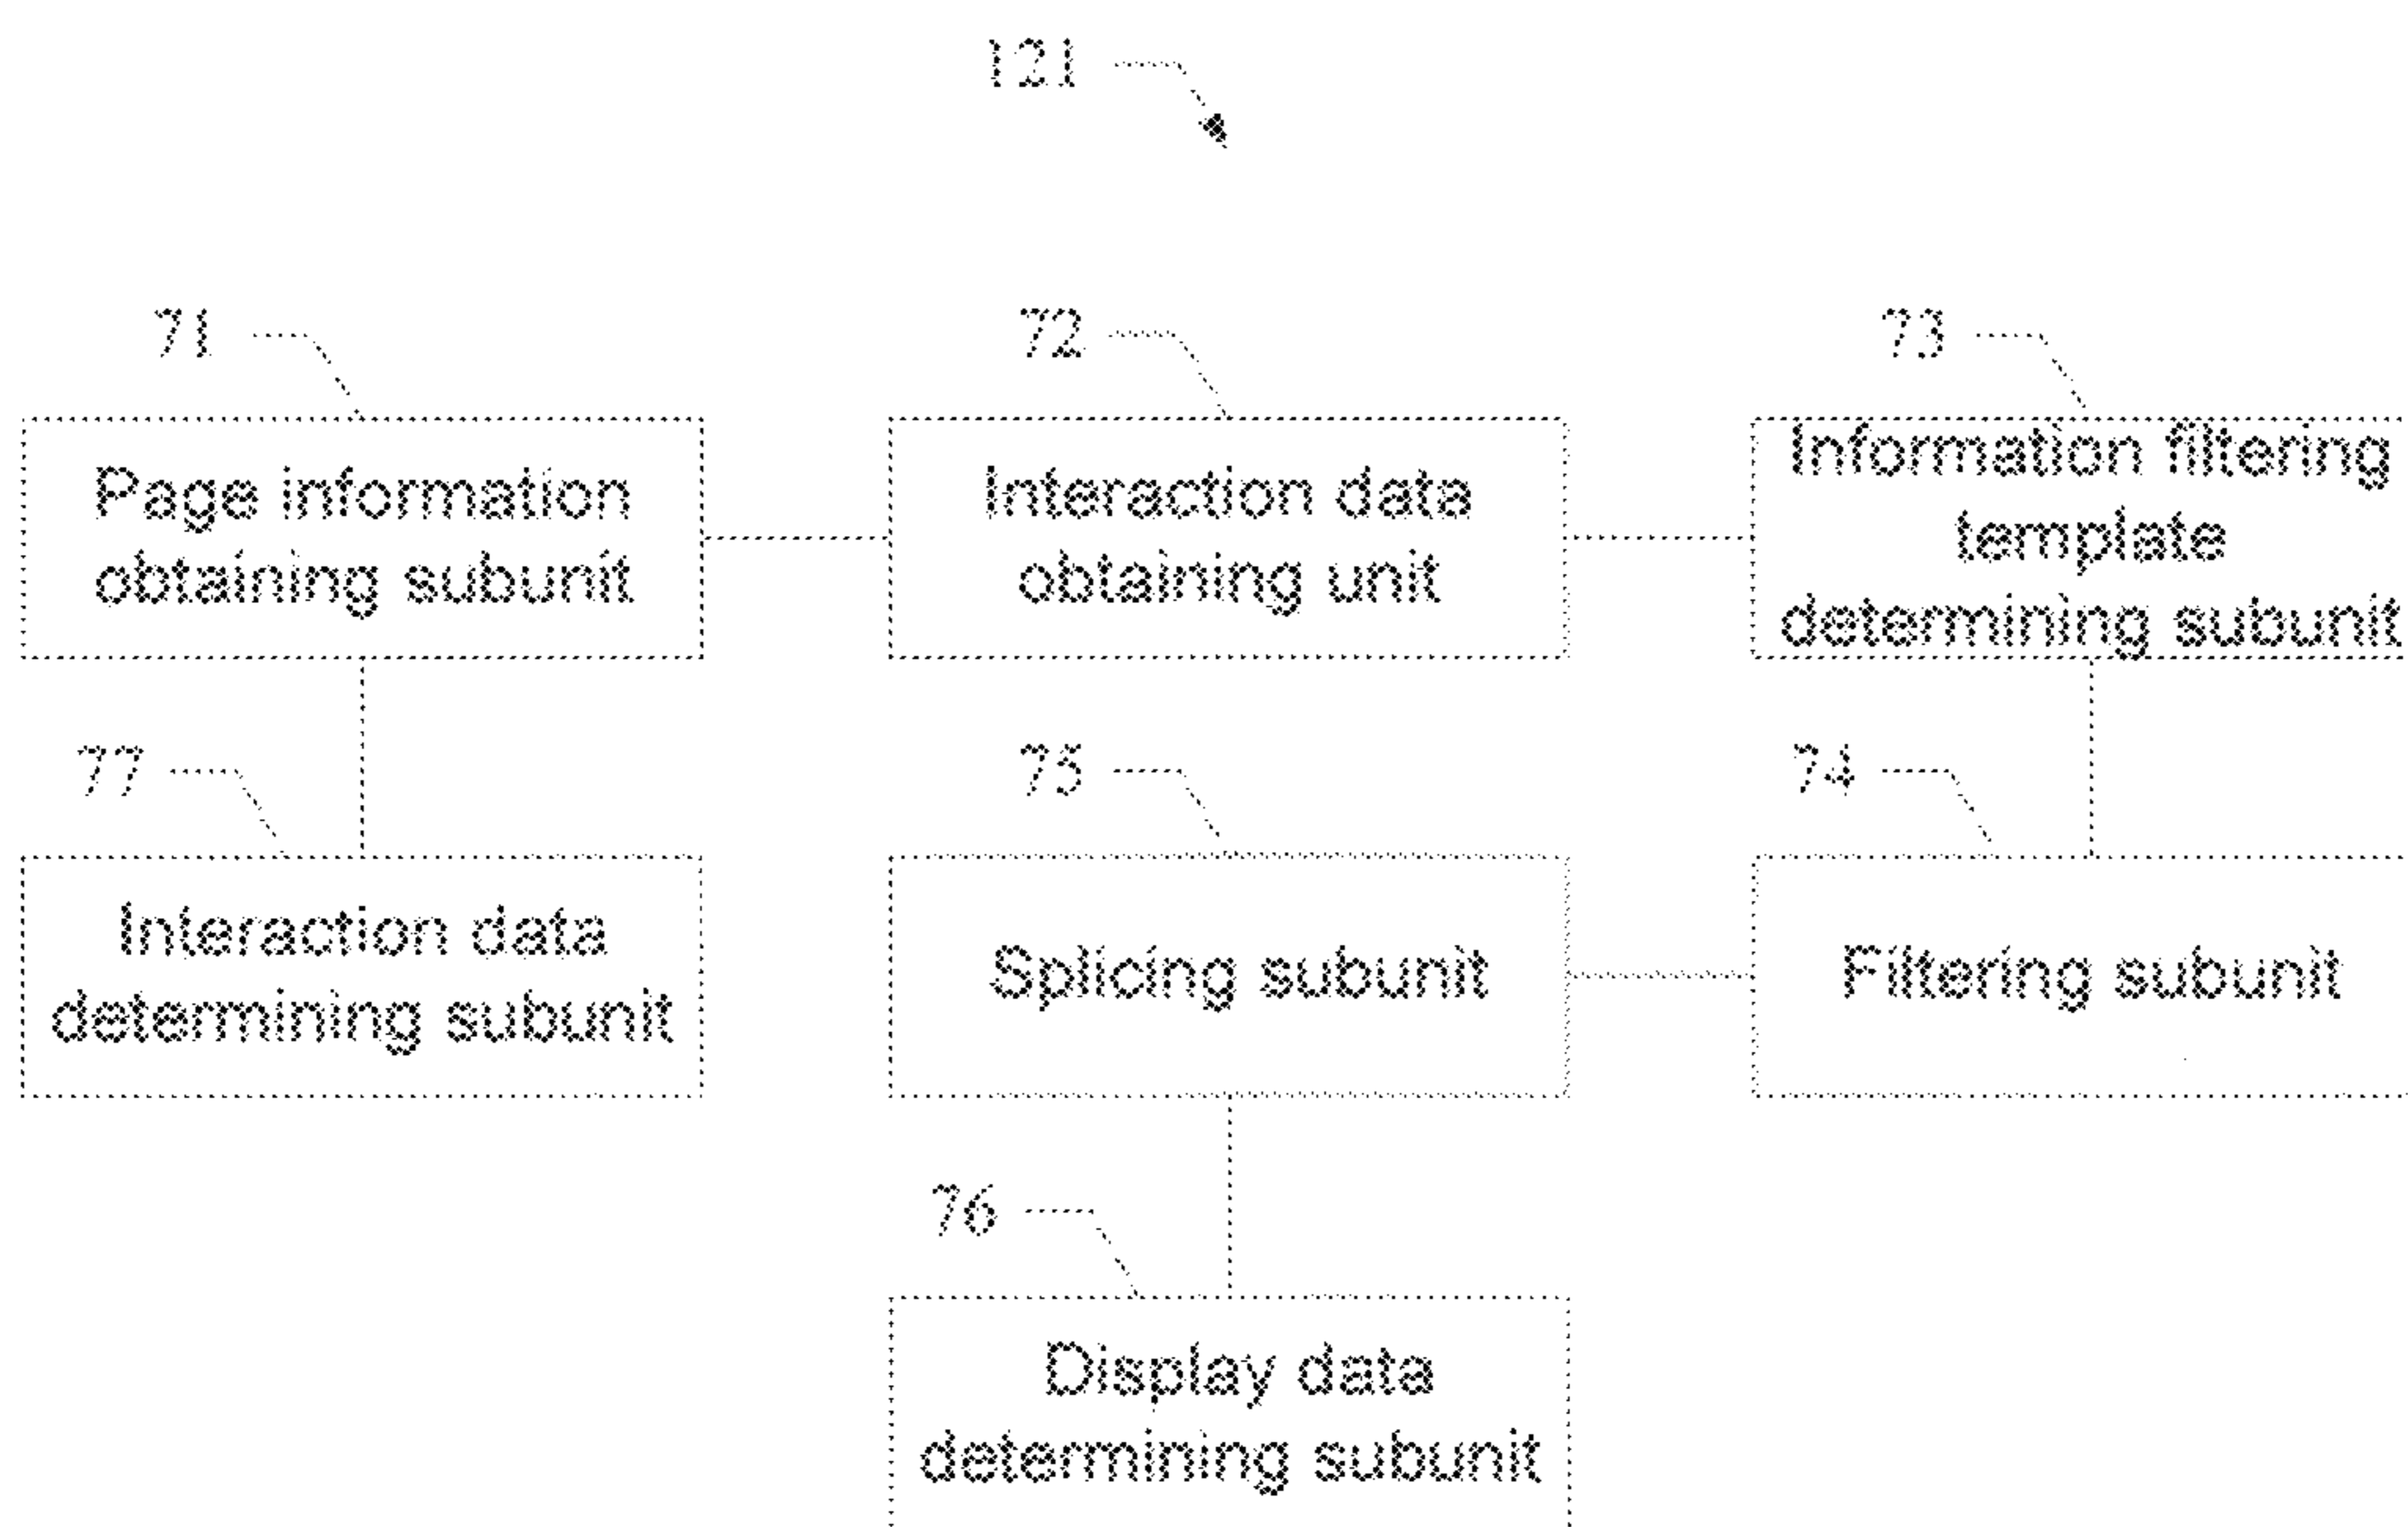 121
71
72
73
Page information
obtaining subunit
Interaction data
obtaining unit
Information filtering
template
determining subunit
77
75
74
Interaction data
determining subunit
Splicing subunit
Filtering subunit
76
Display data
determining subunit